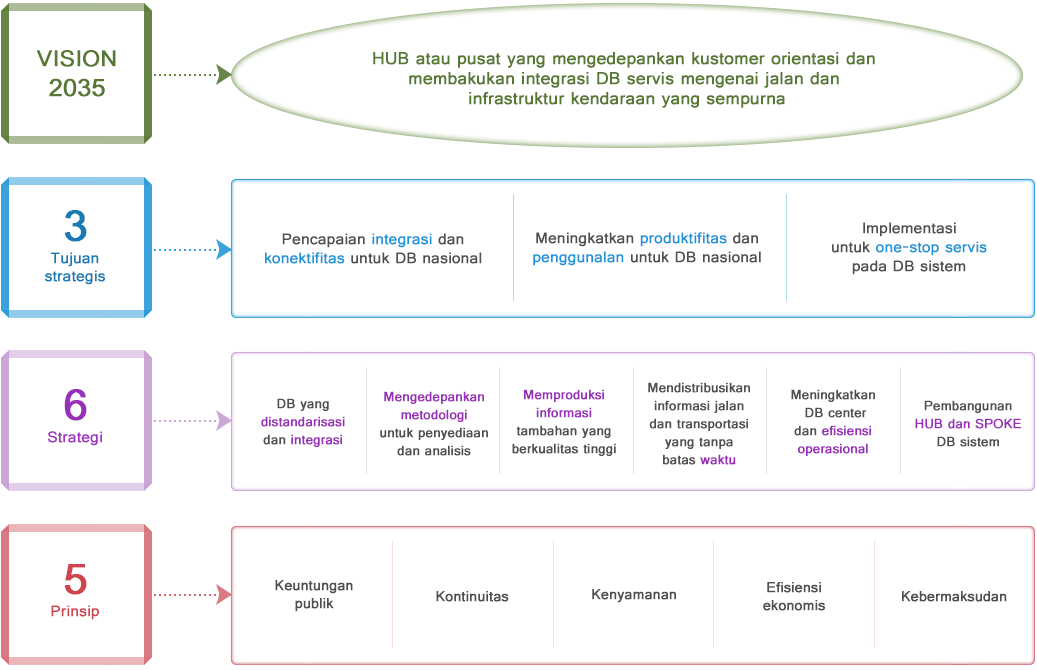 VISION
2035
HUB atau pusat yang mengedepankan kustomer orientasi dan
membakukan integrasi DB servis mengenai jalan dan
infrastruktur kendaraan yang sempurna
3
Tujuan
strategis
Pencapaian integrasi dan
konektifitas untuk DB nasional
Meningkatkan produktifitas dan
penggunalan untuk DB nasional
Implementasi
untuk one-stop servis
pada DB sistem
6
Strategi
DB yang
distandarisasi
dan integrasi
Mengedepankan
metodologi
untuk penyediaan
dan analisis
Memproduksi
informasi
tambahan yang
berkualitas tinggi
Mendistribusikan
informasi jalan
dan transportasi
yang tanpa
batas waktu
Meningkatkan
DB center
dan efisiensi
operasional
Pembangunan
HUB dan SPOKE
DB sistem
5
Prinsip
Keuntungan
publik
Kontinuitas
Kenyamanan
Efisiensi
ekonomis
Kebermaksudan